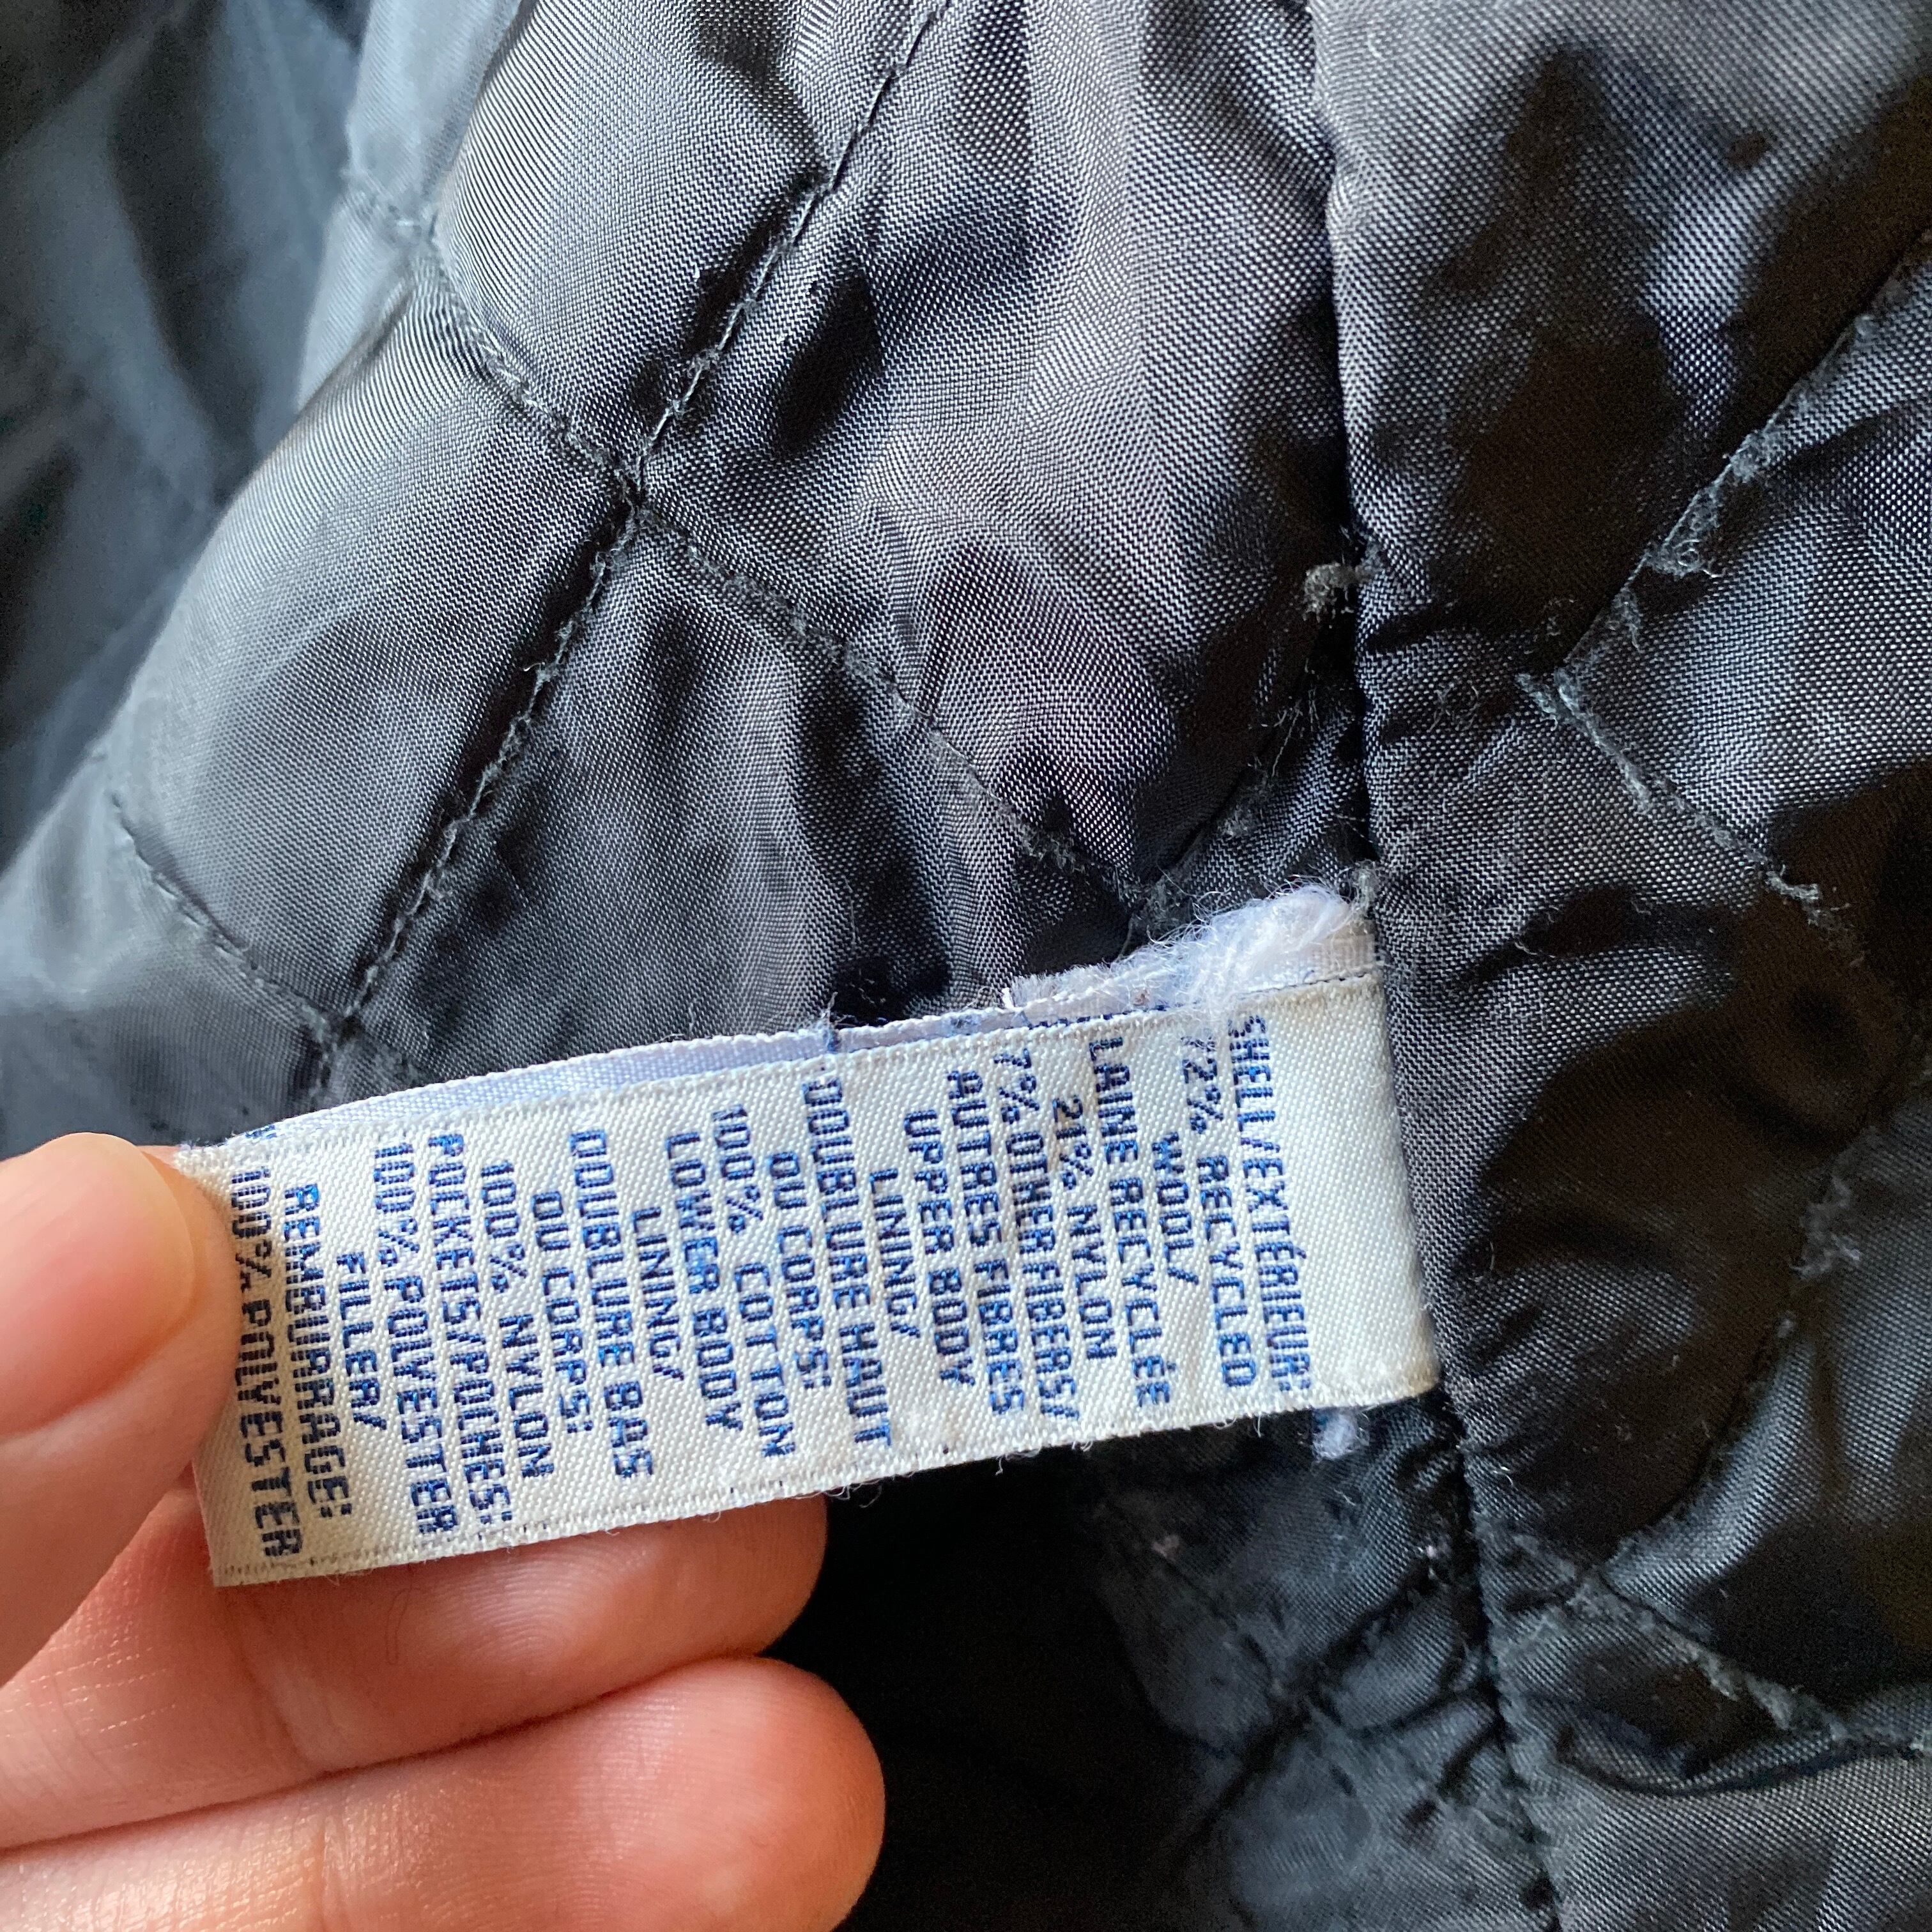 SHELL/EXTÉRIEUR:
72% RECYCLED
WOOL/
LAINE RECYCLÉE
21% NYLON
7% OTHER FIBERS/
AUTRES FIBRES
UPPER BODY
LINING/
DOUBLURE HAUT
DU CORPS:
100% COTTON
LOWER BODY
LINING/
DOUBLURE BAS
DU CORPS:
100% NYLON
POCKETS/POCHES:
100% POLYESTER
FILLER/
REMBURRAGE:
100% POLYESTER